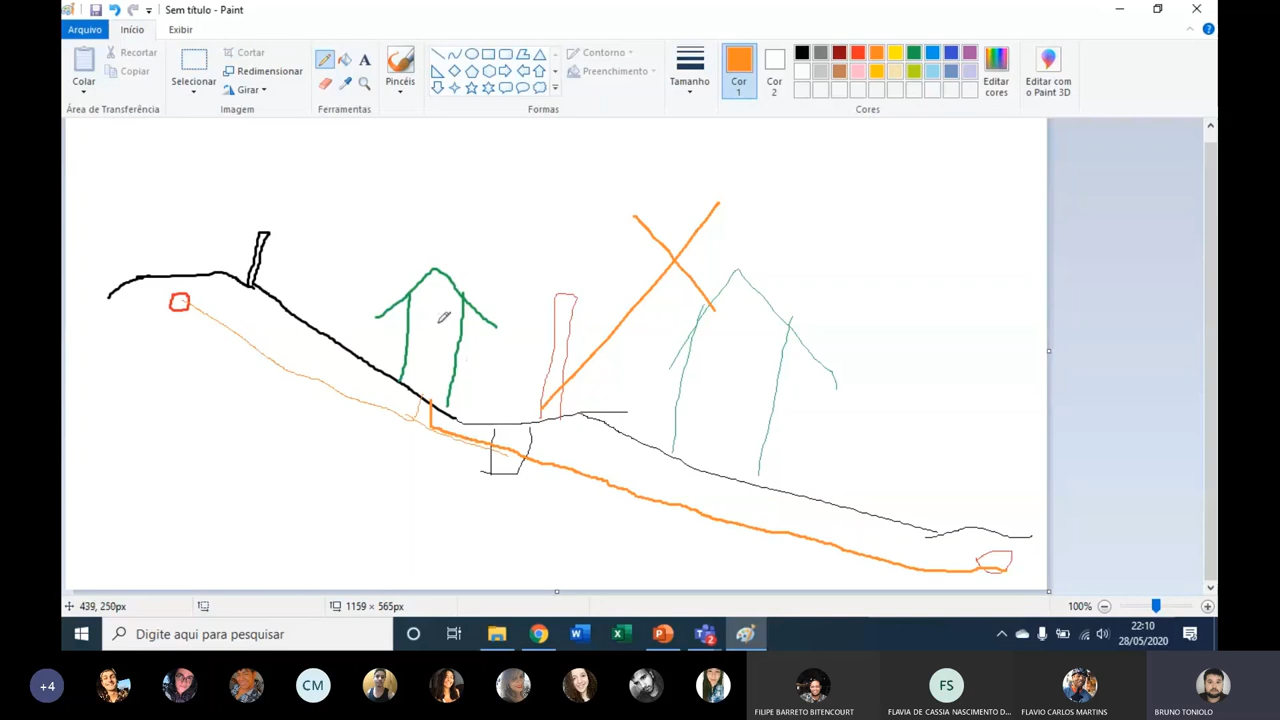 Sem título - Paint
Arquivo
Início
Exibir
Colar
Recortar
Copiar
Área de Transferência
Selecionar
Cortar
Redimensionar
Girar
Imagem
A
Ferramentas
Pincéis
Contorno
Preenchimento
Formas
Tamanho
Cor
1
Cor
2
Editar
cores
Cores
Editar com
o Paint 3D
439, 250px
1159 × 565px
100%
Digite aqui para pesquisar
2
22:10
28/05/2020
+4
CM
FS
FILIPE BARRETO BITENCOURT
FLAVIA DE CASSIA NASCIMENTO D...
FLAVIO CARLOS MARTINS
BRUNO TONIOLO